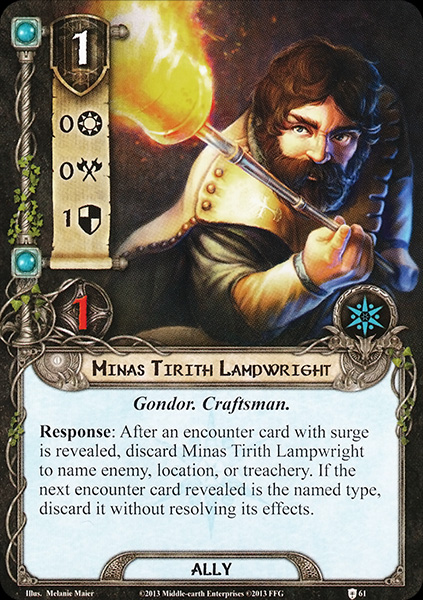 1
0
0
1
1
Minas Tirith Lampwright
Gondor. Craftsman.
Response: After an encounter card with surge
is revealed, discard Minas Tirith Lampwright
to name enemy, location, or treachery. If the
next encounter card revealed is the named type,
discard it without resolving its effects.
ALLY
Illus. Melanie Maier ©2013 Middle-earth Enterprises ©2013 FFG 61